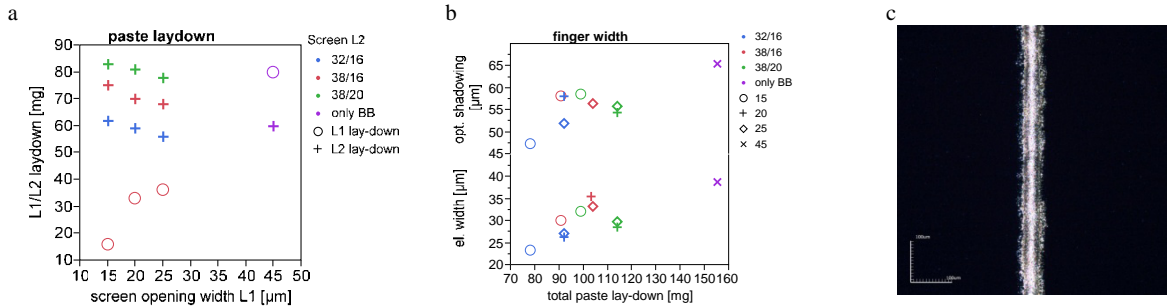 a
paste laydown
L1/L2 laydown [mg]
90
80
70
60
50
40
30
20
10
10 15 20 25 30 35 40 45 50
screen opening width L1 [µm]
Screen L2
32/16
38/16
38/20
only BB
L1 lay-down
L2 lay-down
b
finger width
opt. shadowing
[µm]
65
60
55
50
45
el. width [µm]
40
35
30
25
20
70 80 90 100 110 120 130 140 150 160
total paste lay-down [mg]
32/16
38/16
38/20
only BB
15
20
25
45
c
100um
100um